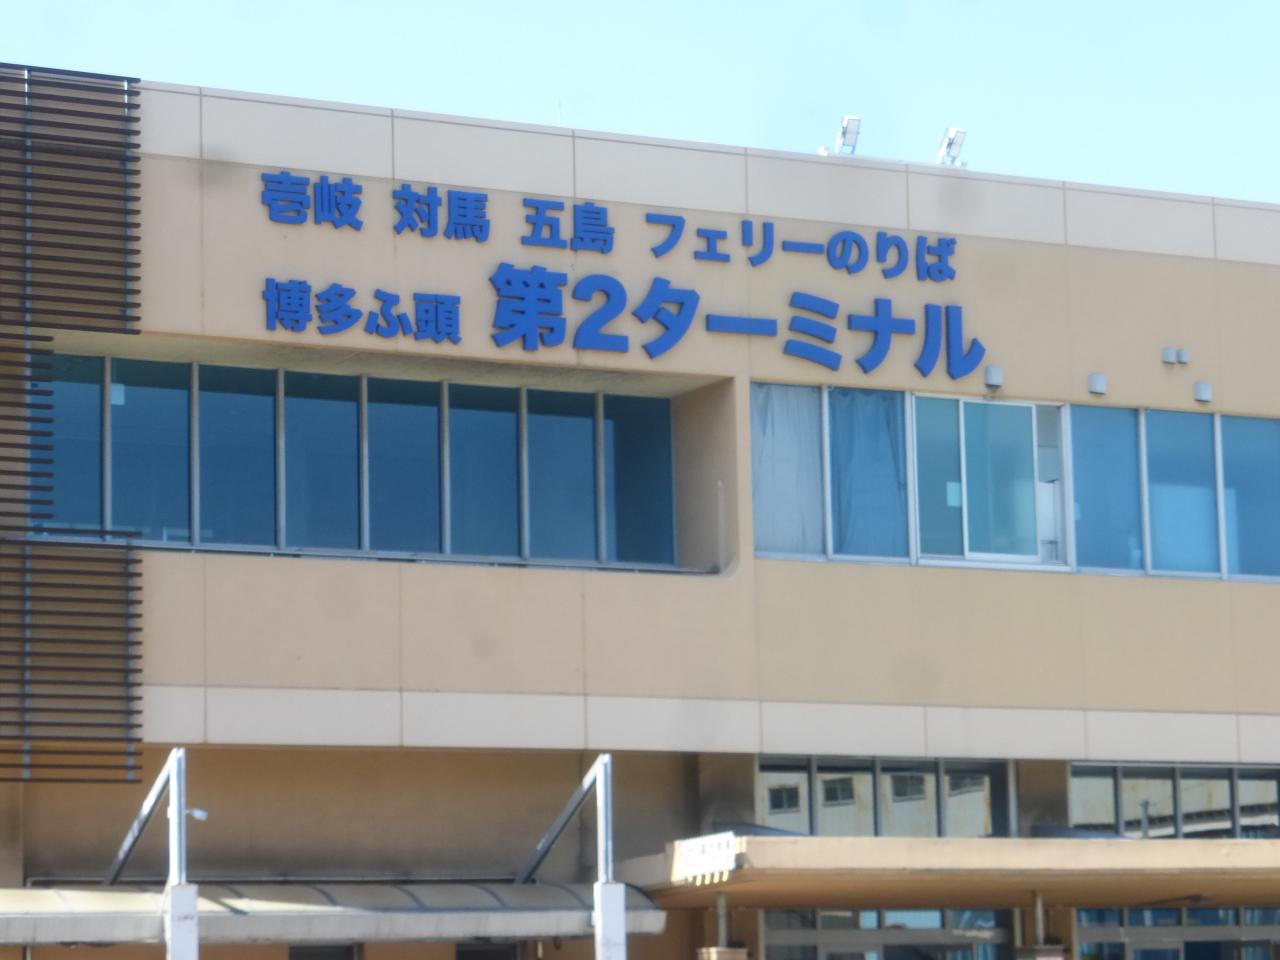 壱岐 対馬 五島 フェリーのりば
博多ふ頭 第2ターミナル